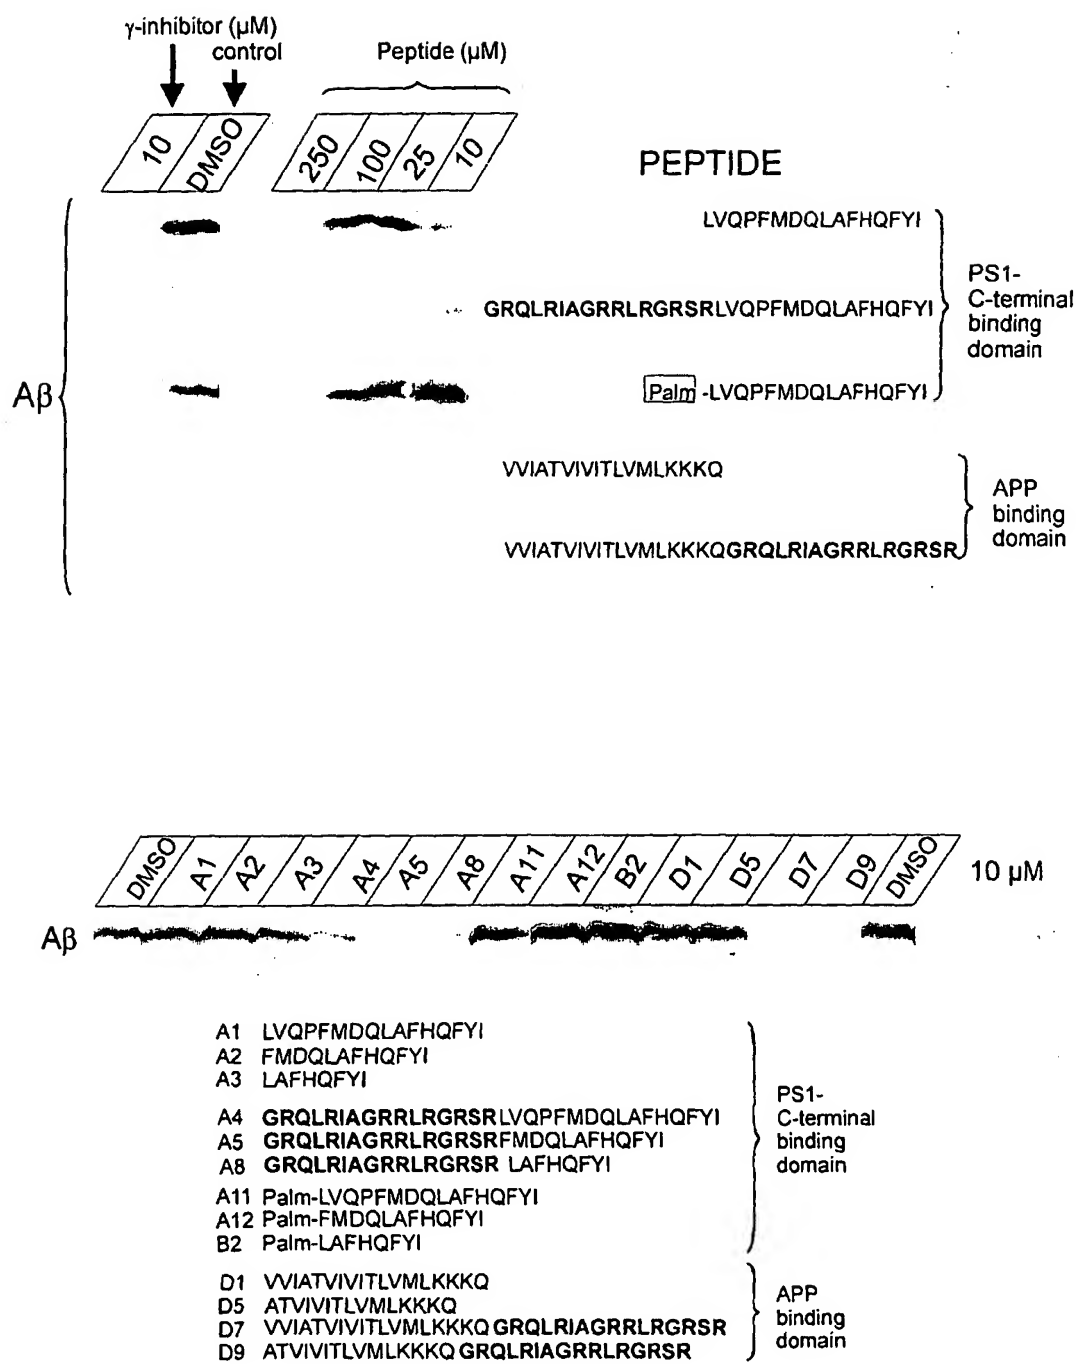 γ-inhibitor (µM)
control
Peptide (µM)
10
DMSO
250
100
25
10
PEPTIDE
Aβ
LVQPFMDQLAFHQFYI
GRQLRIAGRRLRGRSRLVQPFMDQLAFHQFYI
Palm -LVQPFMDQLAFHQFYI
PS1-
C-terminal
binding
domain
VVIATVIVITLVMLKKKQ
VVIATVIVITLVMLKKKQGRQLRIAGRRLRGRSR
APP
binding
domain
DMSO A1 A2 A3 A4 A5 A8 A11 A12 B2 D1 D5 D7 D9 DMSO 10 µM
Aβ
A1 LVQPFMDQLAFHQFYI
A2 FMDQLAFHQFYI
A3 LAFHQFYI
A4 GRQLRIAGRRLRGRSRLVQPFMDQLAFHQFYI
A5 GRQLRIAGRRLRGRSRFMDQLAFHQFYI
A8 GRQLRIAGRRLRGRSR LAFHQFYI
A11 Palm-LVQPFMDQLAFHQFYI
A12 Palm-FMDQLAFHQFYI
B2 Palm-LAFHQFYI
PS1-
C-terminal
binding
domain
D1 VVIATVIVITLVMLKKKQ
D5 ATVIVITLVMLKKKQ
D7 VVIATVIVITLVMLKKKQGRQLRIAGRRLRGRSR
D9 ATVIVITLVMLKKKQGRQLRIAGRRLRGRSR
APP
binding
domain